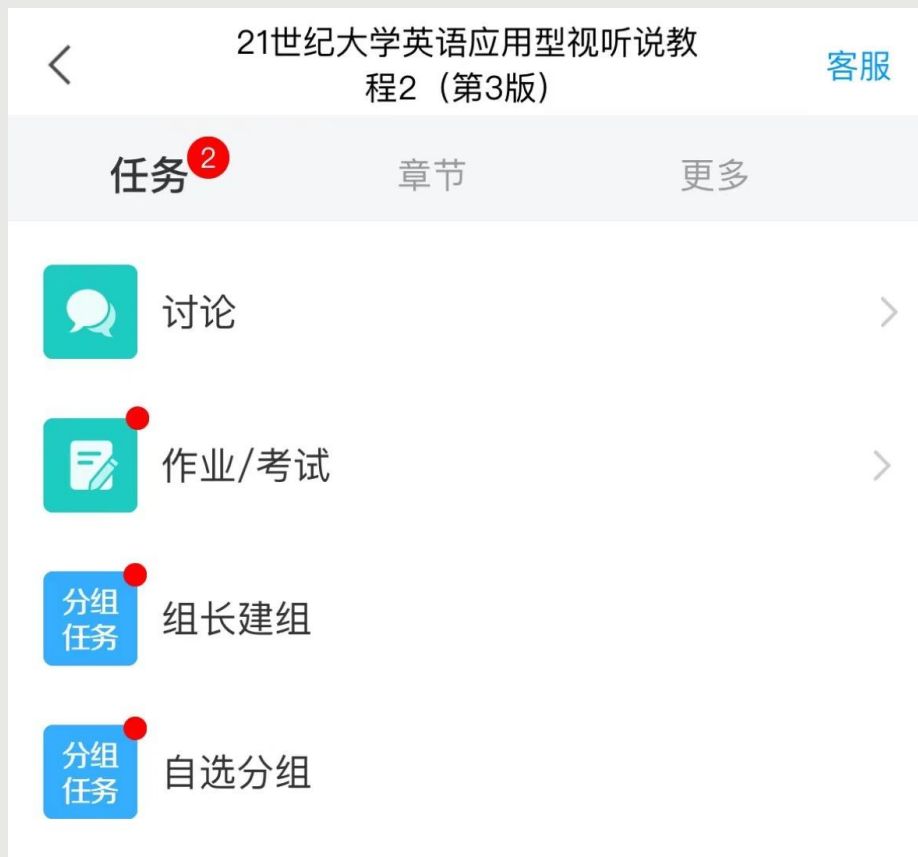 21世纪大学英语应用型视听说教
程2（第3版）
客服
任务
2
章节
更多
讨论
作业/考试
分组
任务
组长建组
分组
任务
自选分组